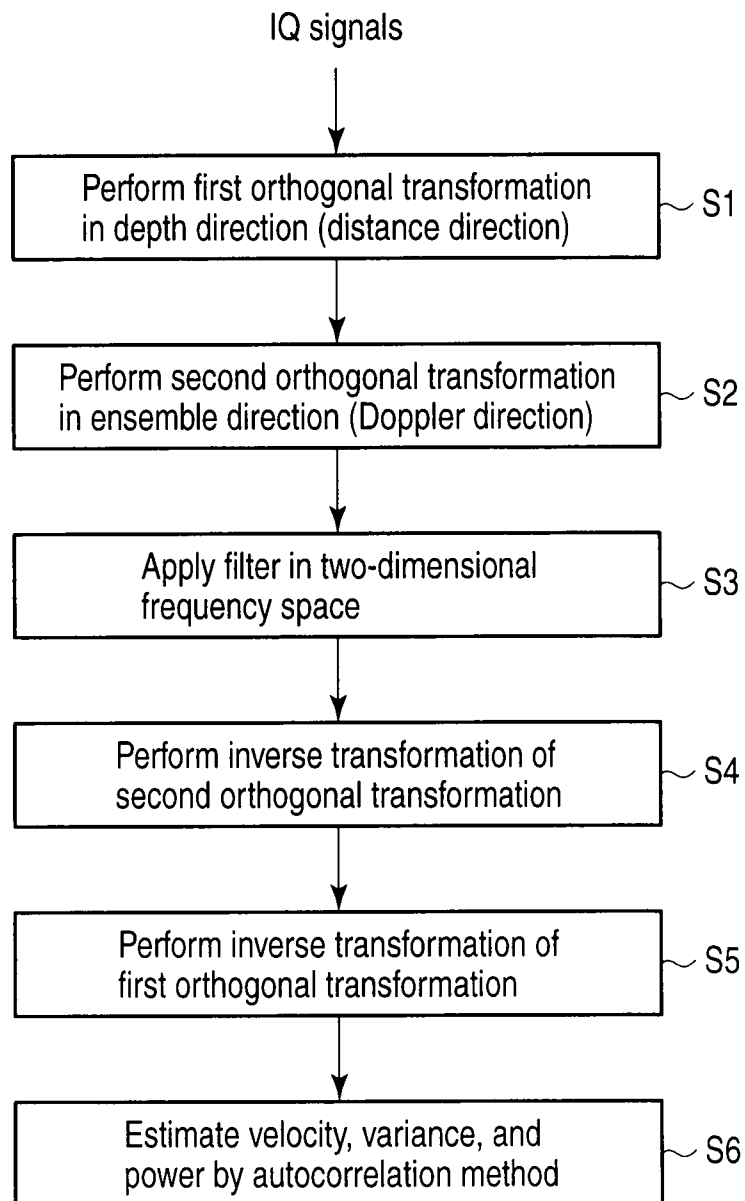 IQ signals
Perform first orthogonal transformation
in depth direction (distance direction)
S1
Perform second orthogonal transformation
in ensemble direction (Doppler direction)
S2
Apply filter in two-dimensional
frequency space
S3
Perform inverse transformation of
second orthogonal transformation
S4
Perform inverse transformation of
first orthogonal transformation
S5
Estimate velocity, variance, and
power by autocorrelation method
S6